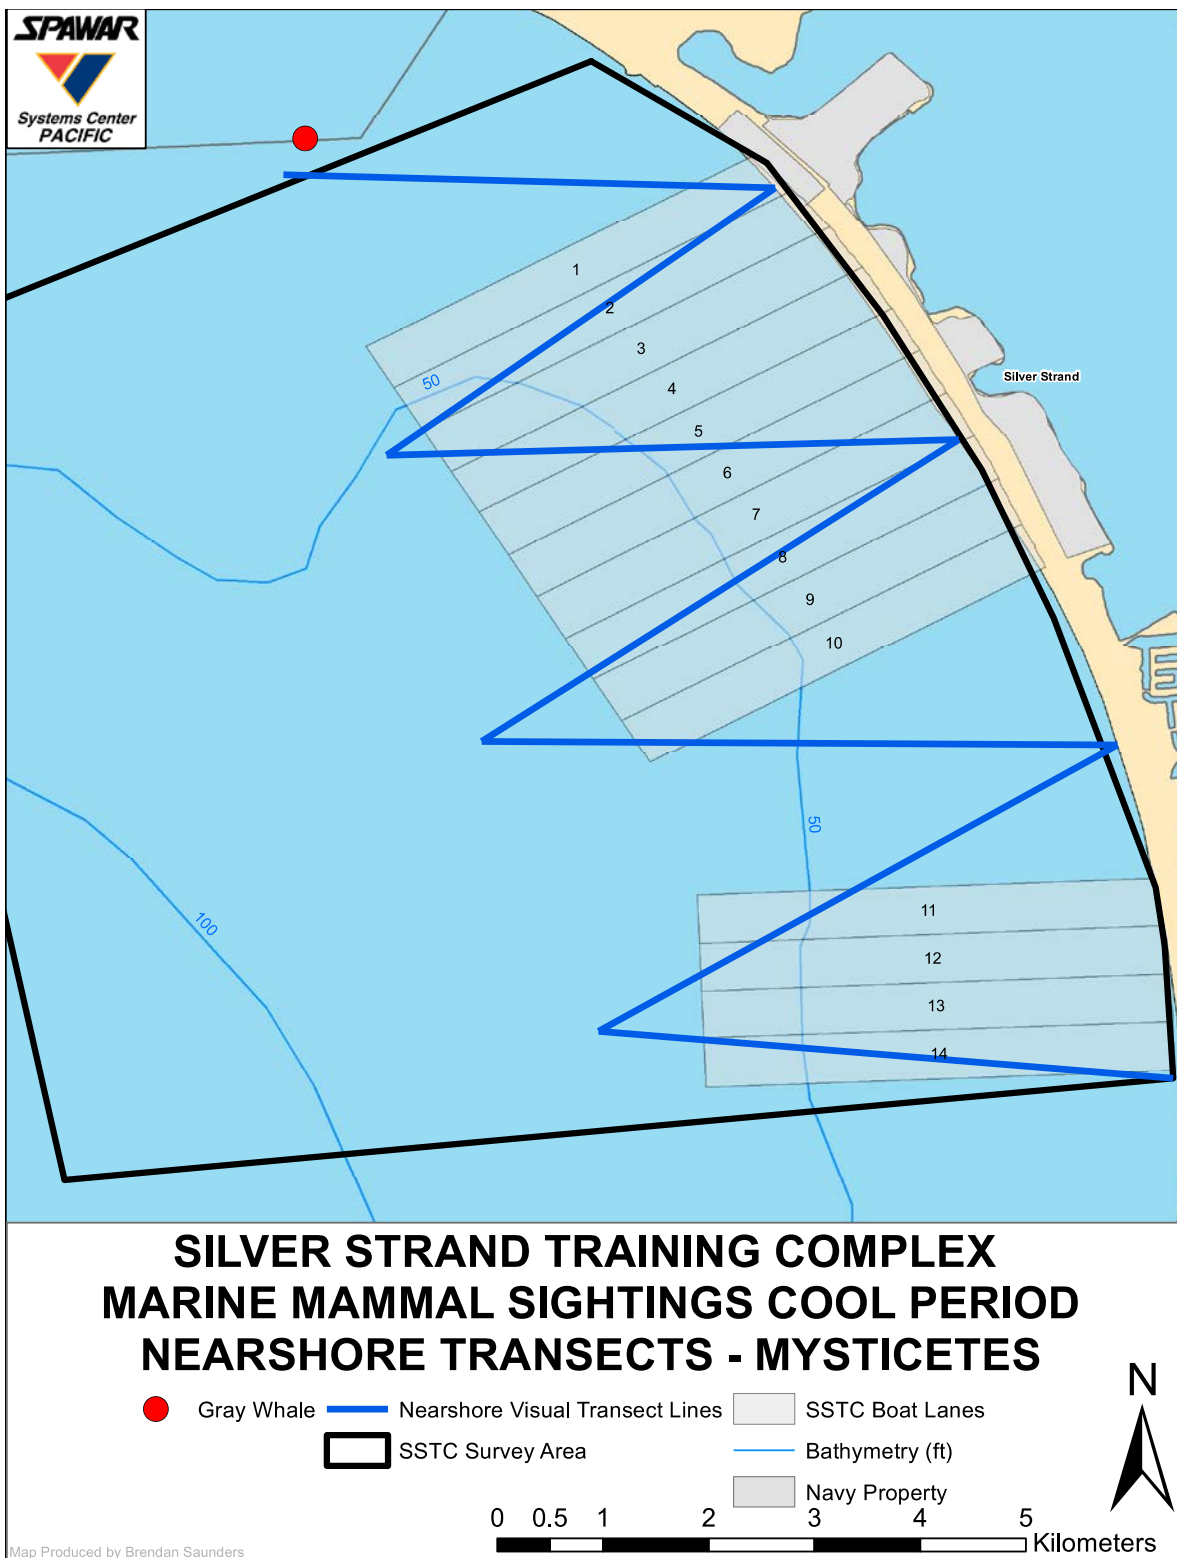 SPAWAR
Systems Center
PACIFIC
1
2
3
50
Silver Strand
4
5
6
7
8
9
10
50
11
100
12
13
14
SILVER STRAND TRAINING COMPLEX
MARINE MAMMAL SIGHTINGS COOL PERIOD
NEARSHORE TRANSECTS - MYSTICETES
N
Gray Whale
Nearshore Visual Transect Lines
SSTC Boat Lanes
SSTC Survey Area
Bathymetry (ft)
Navy Property
0 0.5 1 2 3 4 5
Kilometers
Map Produced by Brendan Saunders